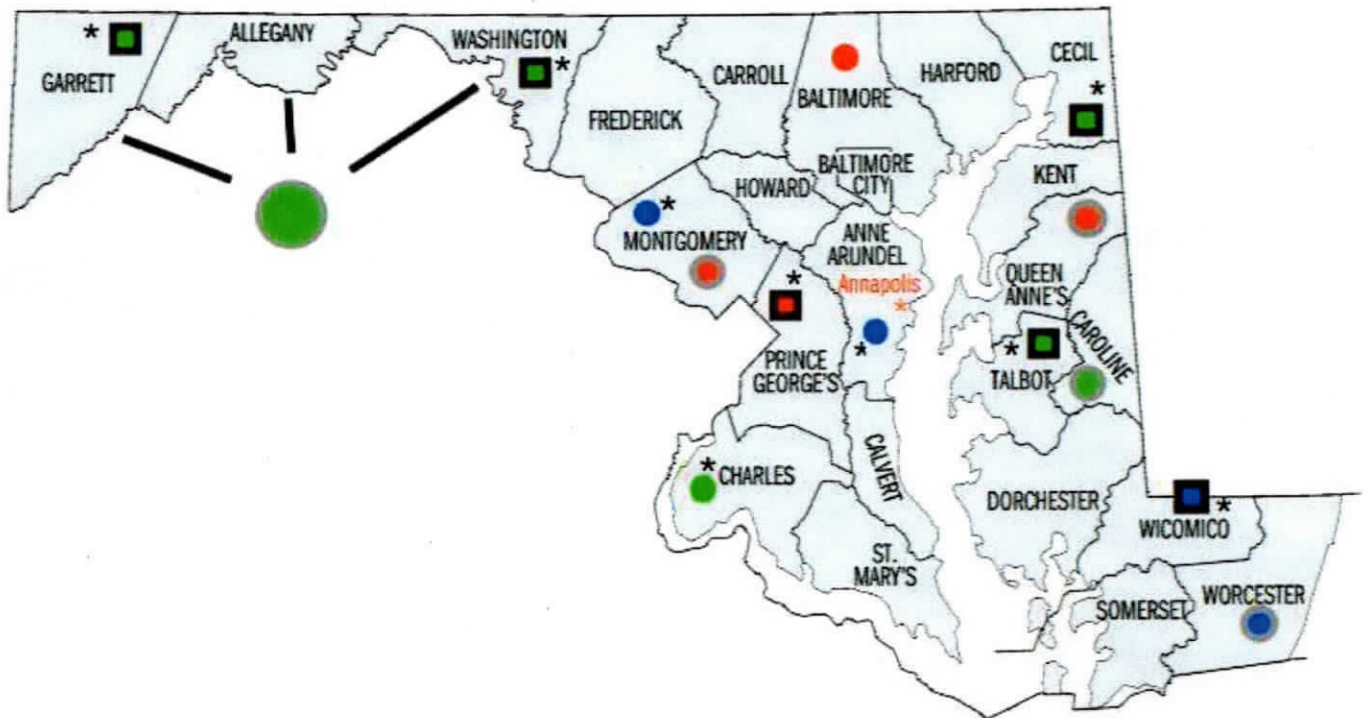 *
GARRETT
ALLEGANY
WASHINGTON
*
FREDERICK
CARROLL
BALTIMORE
HARFORD
CECIL
*
BALTIMORE
CITY
HOWARD
KENT
*
MONTGOMERY
ANNE
ARUNDEL
Annapolis
*
*
*
PRINCE
GEORGE'S
QUEEN
ANNE'S
*
TALBOT
CAROLINE
*
CHARLES
CALVERT
ST.
MARY'S
DORCHESTER
*
WICOMICO
SOMERSET
WORCESTER